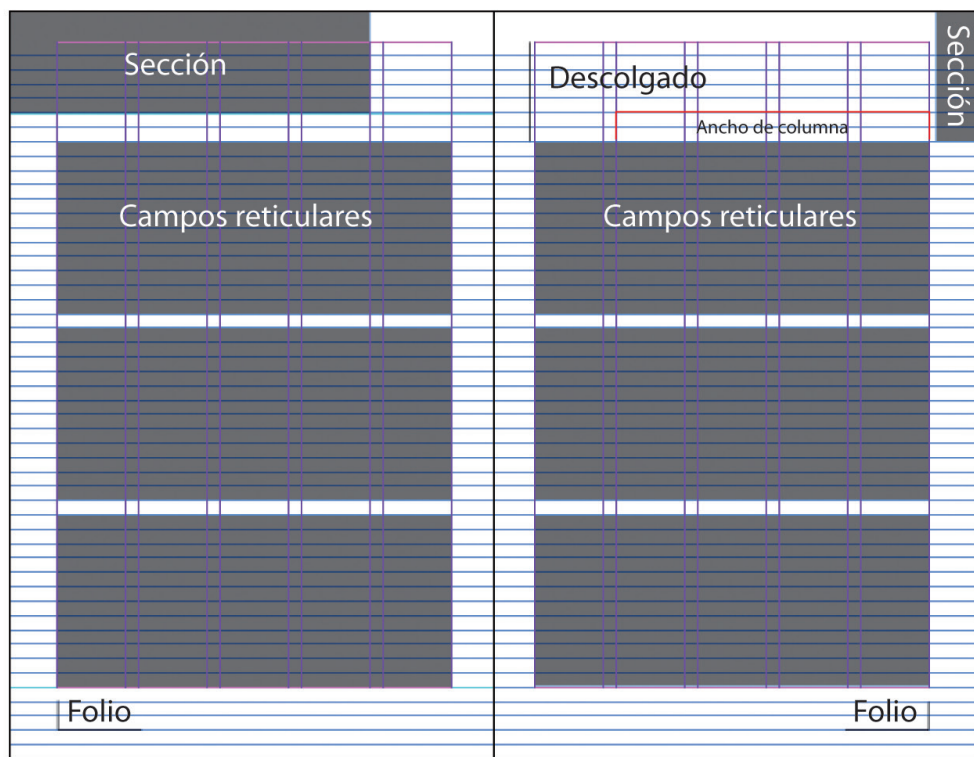 Sección
Campos reticulares
Folio
Descolgado
Ancho de columna
Sección
Campos reticulares
Folio